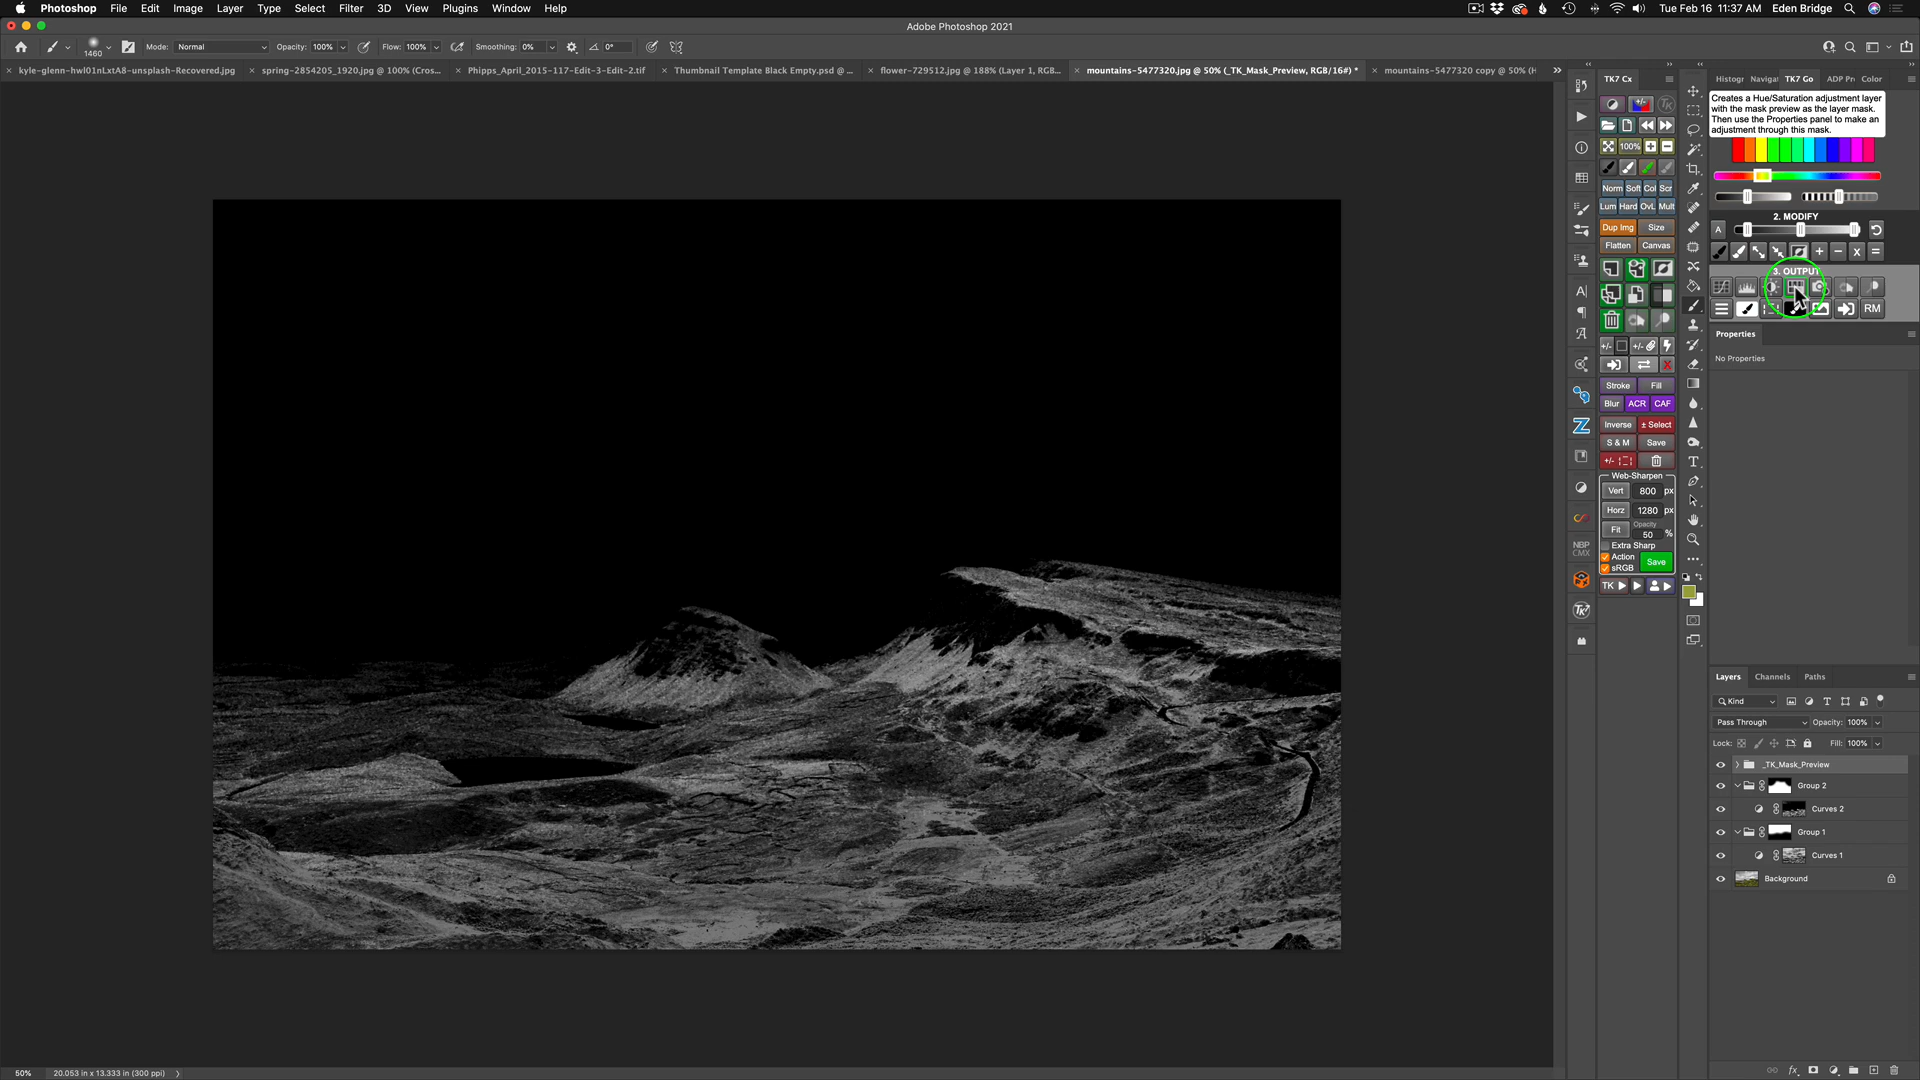 Photoshop File Edit Image Layer Type Select Filter 3D View Plugins Window Help
Tue Feb 16 11:37 AM Eden Bridge
Adobe Photoshop 2021
1460 Mode: Normal Opacity: 100% Flow: 100% Smoothing: 0% 0°
kyle-glenn-hwl01nLxtA8-unsplash-Recovered.jpg
spring-2854205_1920.jpg @ 100% (Cros...
Phipps_April_2015-117-Edit-3-Edit-2.tif
Thumbnail Template Black Empty.psd @ ...
flower-729512.jpg @ 188% (Layer 1, RGB...
mountains-5477320.jpg @ 50% (_TK_Mask_Preview, RGB/16#) *
mountains-5477320 copy @ 50% (H
TK7 Cx
Histogr Navigat TK7 Go ADP Pr Color
Creates a Hue/Saturation adjustment layer
with the mask preview as the layer mask.
Then use the Properties panel to make an
adjustment through this mask.
TK
100%
Norm Soft Col Scr
Lum Hard OvL Mult
Dup Img Size
Flatten Canvas
2. MODIFY
A
+ − x =
3. OUTPUT
RM
Properties
No Properties
+/- +/-
X
Stroke Fill
Blur ACR CAF
Inverse ± Select
S & M Save
+/-
Web-Sharpen
Vert 800 px
Horz 1280 px
Fit Opacity 50 %
Extra Sharp
Action
sRGB
Save
TK
NBP
CMX
Layers Channels Paths
Kind
Pass Through Opacity: 100%
Lock: Fill: 100%
_TK_Mask_Preview
Group 2
Curves 2
Group 1
Curves 1
Background
50% 20.053 in x 13.333 in (300 ppi)
fx